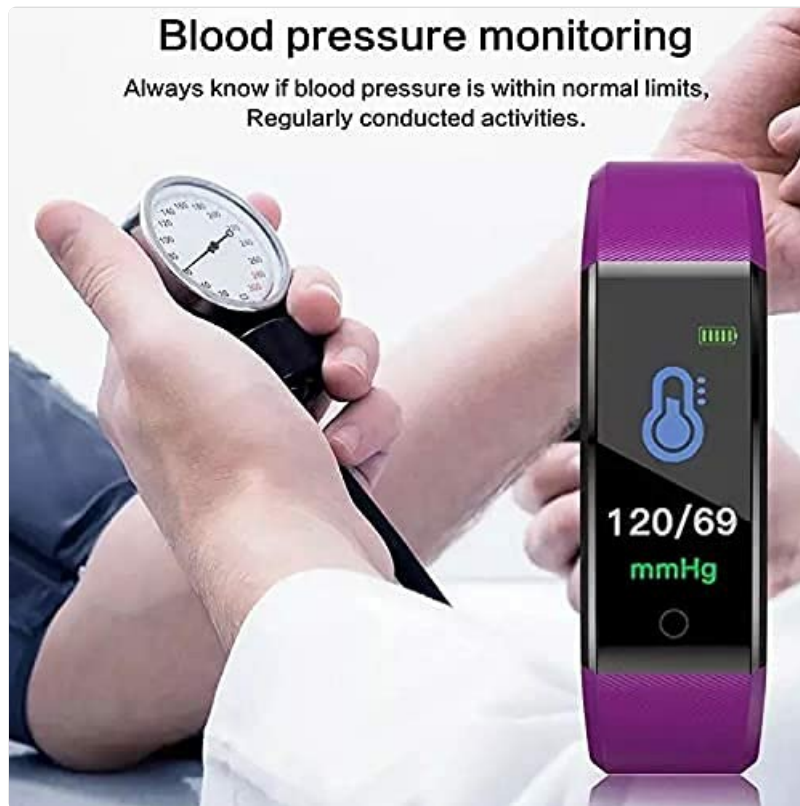 Blood pressure monitoring
Always know if blood pressure is within normal limits,
Regularly conducted activities.
120/69
mmHg